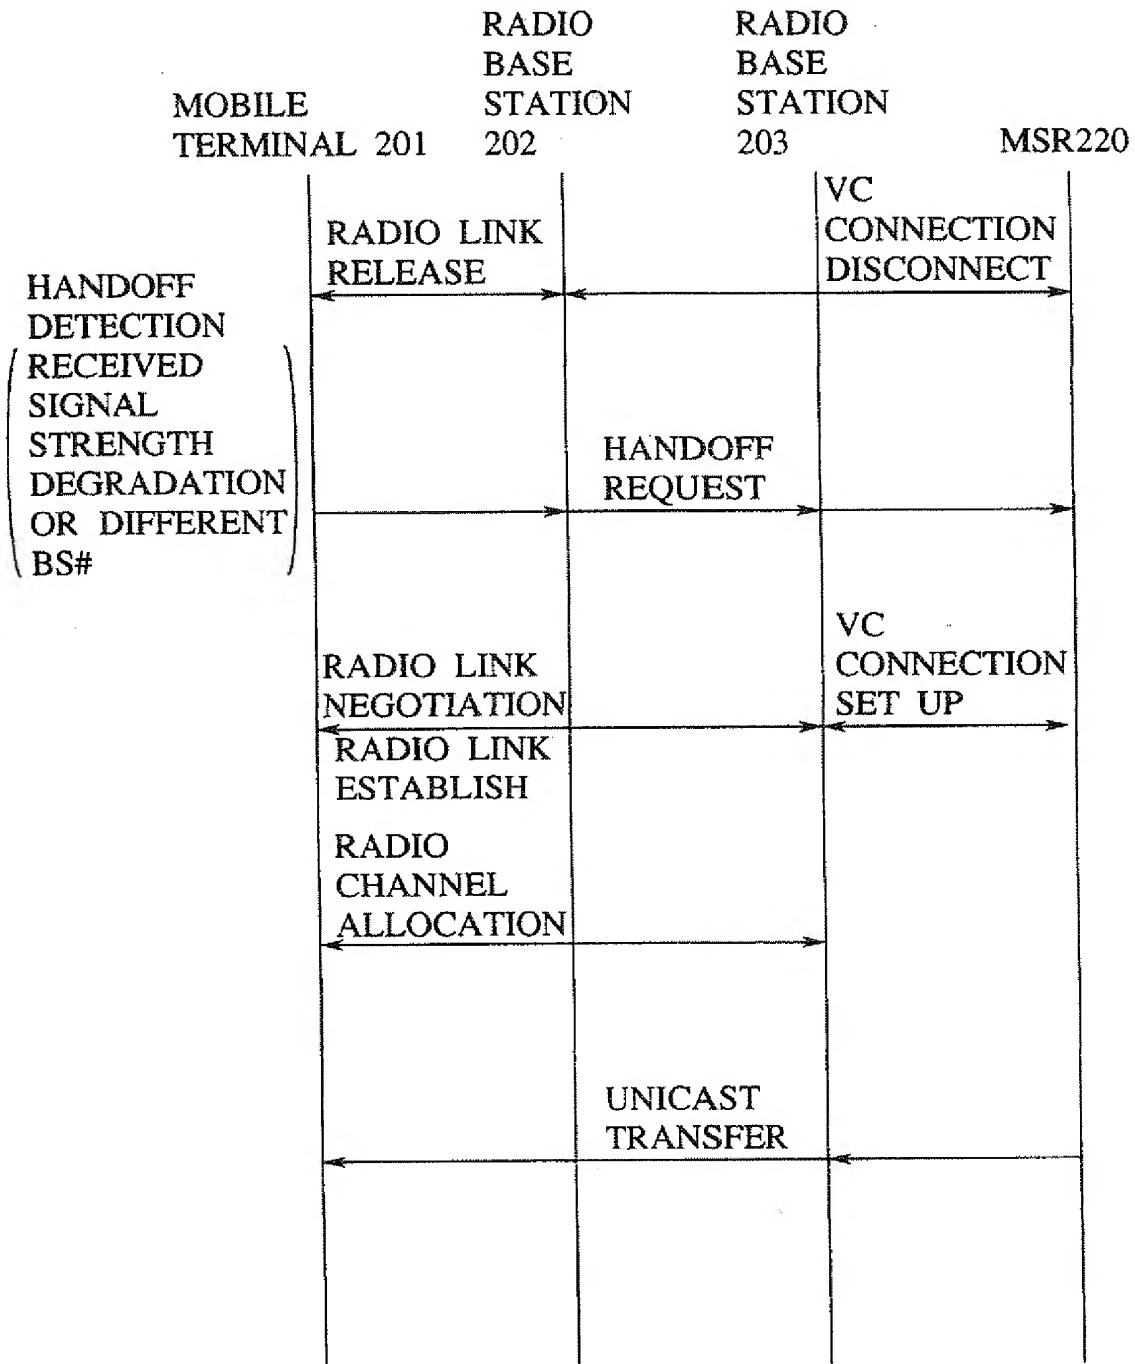 RADIO
BASE
STATION
202
RADIO
BASE
STATION
203
MOBILE
TERMINAL 201
MSR220
RADIO LINK
RELEASE
VC
CONNECTION
DISCONNECT
HANDOFF
DETECTION
RECEIVED
SIGNAL
STRENGTH
DEGRADATION
OR DIFFERENT
BS#
HANDOFF
REQUEST
RADIO LINK
NEGOTIATION
VC
CONNECTION
SET UP
RADIO LINK
ESTABLISH
RADIO
CHANNEL
ALLOCATION
UNICAST
TRANSFER